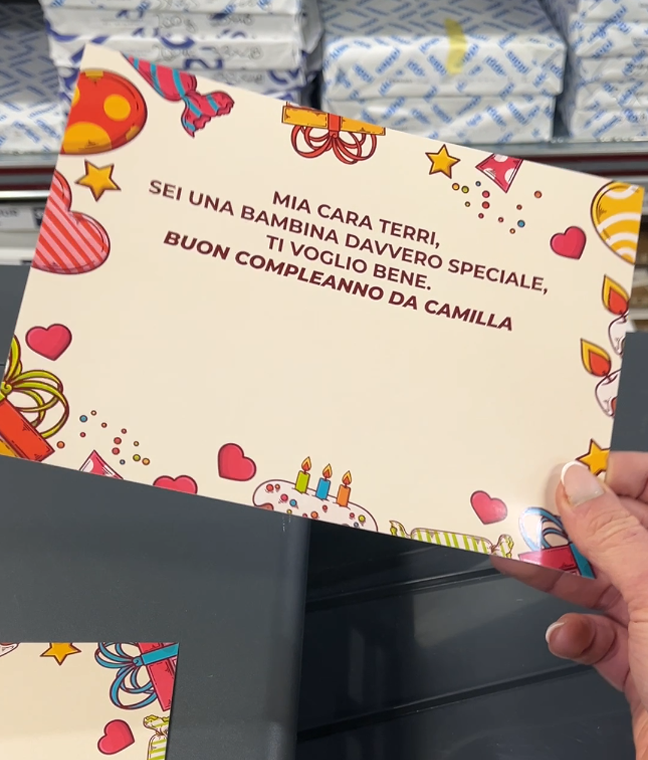 MIA CARA TERRI,
SEI UNA BAMBINA DAVVERO SPECIALE,
TI VOGLIO BENE.
BUON COMPLEANNO DA CAMILLA